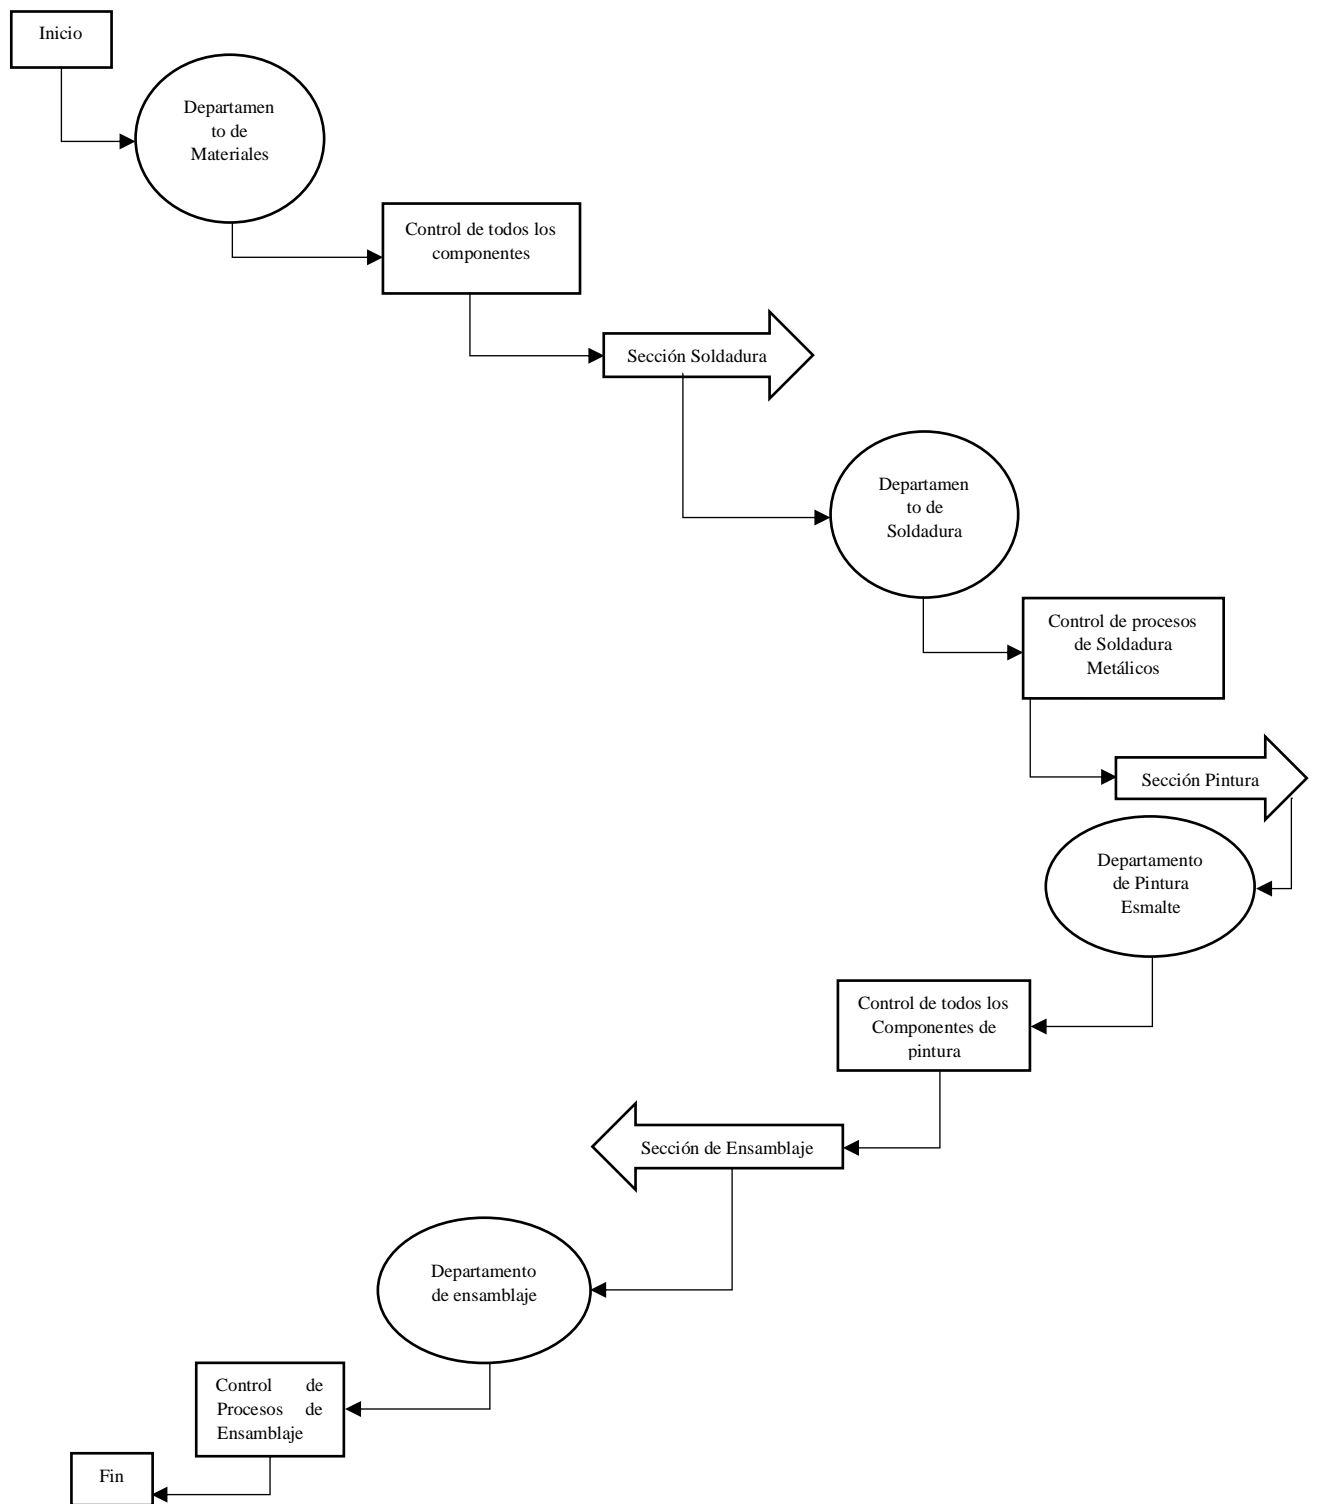 Inicio
Departamen
to de
Materiales
Control de todos los
componentes
Sección Soldadura
Departamen
to de
Soldadura
Control de procesos
de Soldadura
Metálicos
Sección Pintura
Departamento
de Pintura
Esmalte
Control de todos los
Componentes de
pintura
Sección de Ensamblaje
Departamento
de ensamblaje
Control de
Procesos de
Ensamblaje
Fin